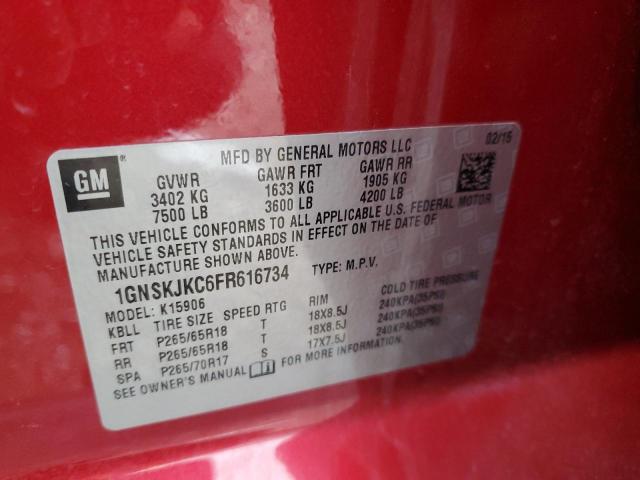 GM ®
MFD BY GENERAL MOTORS LLC 02/15
GVWR GAWR FRT GAWR RR
3402 KG 1633 KG 1905 KG
7500 LB 3600 LB 4200 LB
THIS VEHICLE CONFORMS TO ALL APPLICABLE U.S. FEDERAL MOTOR
VEHICLE SAFETY STANDARDS IN EFFECT ON THE DATE OF
MANUFACTURE SHOWN ABOVE.
1GNSKJKC6FR616734 TYPE: M.P.V.
MODEL: K15906
KBLL TIRE SIZE SPEED RTG RIM COLD TIRE PRESSURE
FRT P265/65R18 T 18X8.5J 240KPA(35PSI)
RR P265/65R18 T 18X8.5J 240KPA(35PSI)
SPA P265/70R17 S 17X7.5J 240KPA(35PSI)
SEE OWNER'S MANUAL FOR MORE INFORMATION.